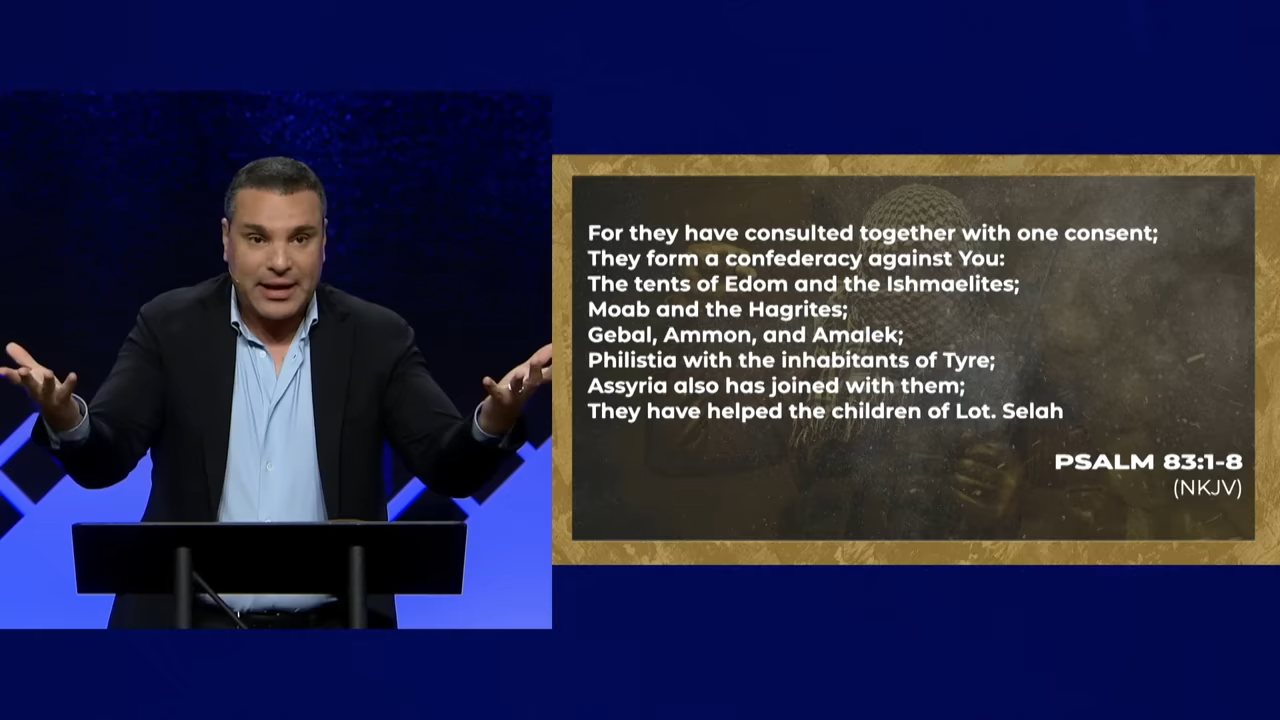 For they have consulted together with one consent;
They form a confederacy against You:
The tents of Edom and the Ishmaelites;
Moab and the Hagrites;
Gebal, Ammon, and Amalek;
Philistia with the inhabitants of Tyre;
Assyria also has joined with them;
They have helped the children of Lot. Selah
PSALM 83:1-8
(NKJV)